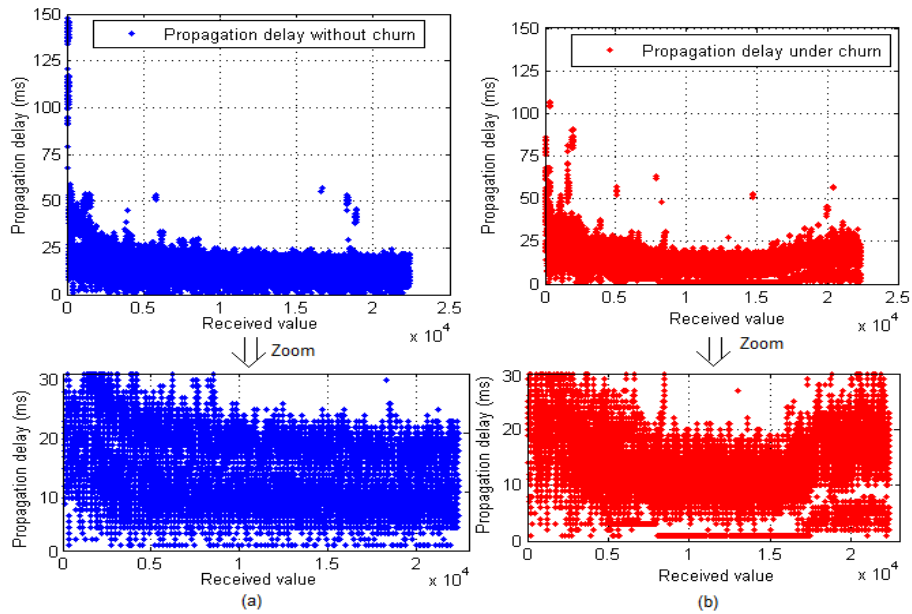 Propagation delay without churn
Propagation delay (ms)
150
125
100
75
50
25
0
0
0.5
1
1.5
2
2.5
Received value
x 10^4
Propagation delay under churn
Propagation delay (ms)
150
125
100
75
50
25
0
0
0.5
1
1.5
2
2.5
Received value
x 10^4
Zoom
Zoom
Propagation delay (ms)
30
20
10
0
0
0.5
1
1.5
2
Received value
x 10^4
(a)
Propagation delay (ms)
30
20
10
0
0
0.5
1
1.5
2
Received value
x 10^4
(b)